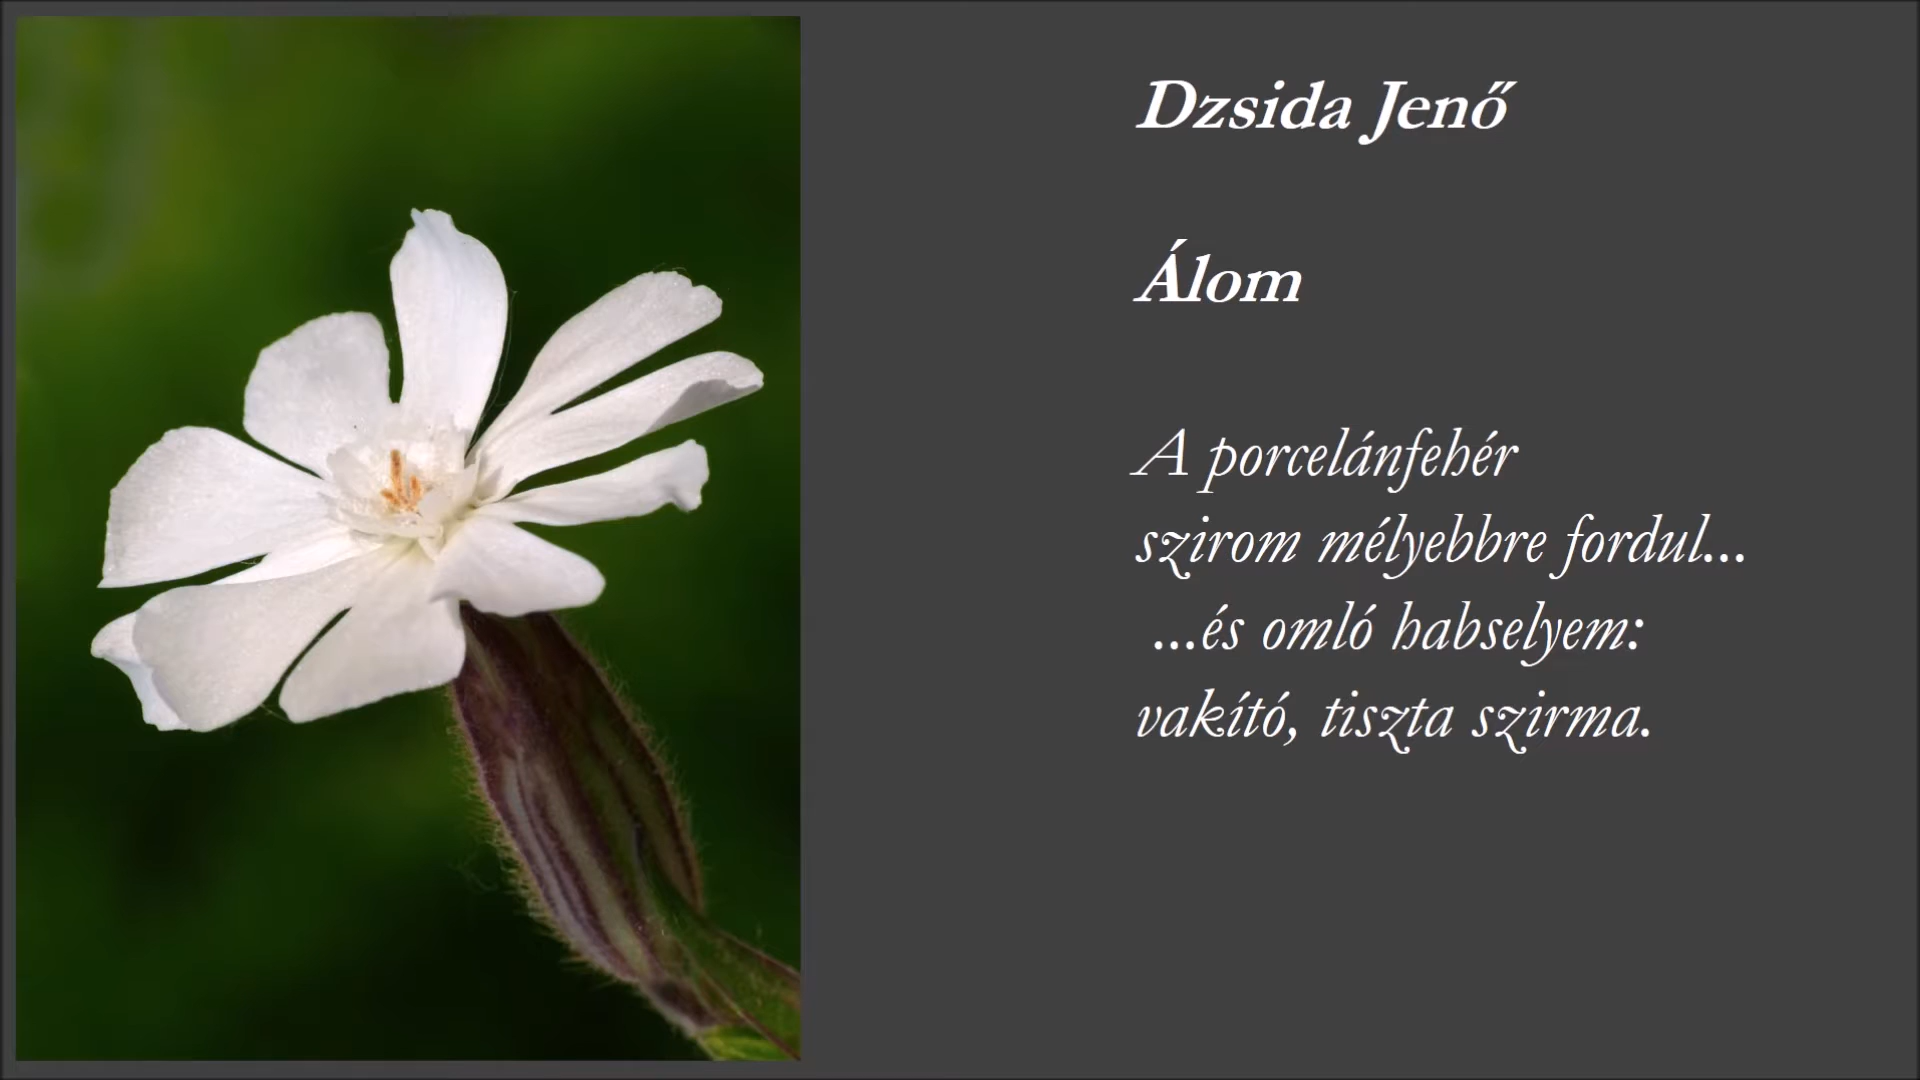 Dzsida Jenő
Álom
A porcelánfehér
szirom mélyebbre fordul...
...és omló habselyem:
vakító, tiszta szirma.